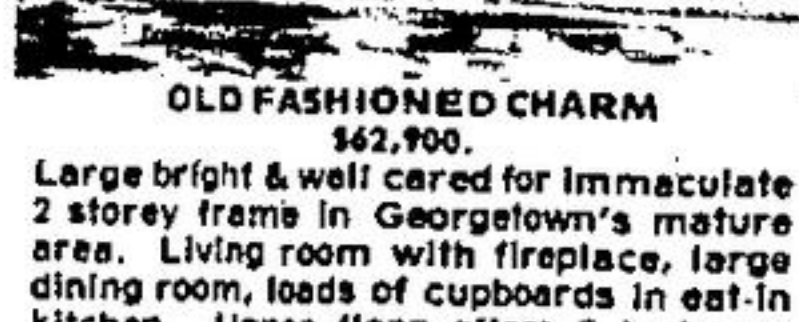 OLD FASHIONED CHARM
$62,900.
Large bright & well cared for immaculate
2 storey frame in Georgetown's mature
area. Living room with fireplace, large
dining room, loads of cupboards in eat-in
kitchen.